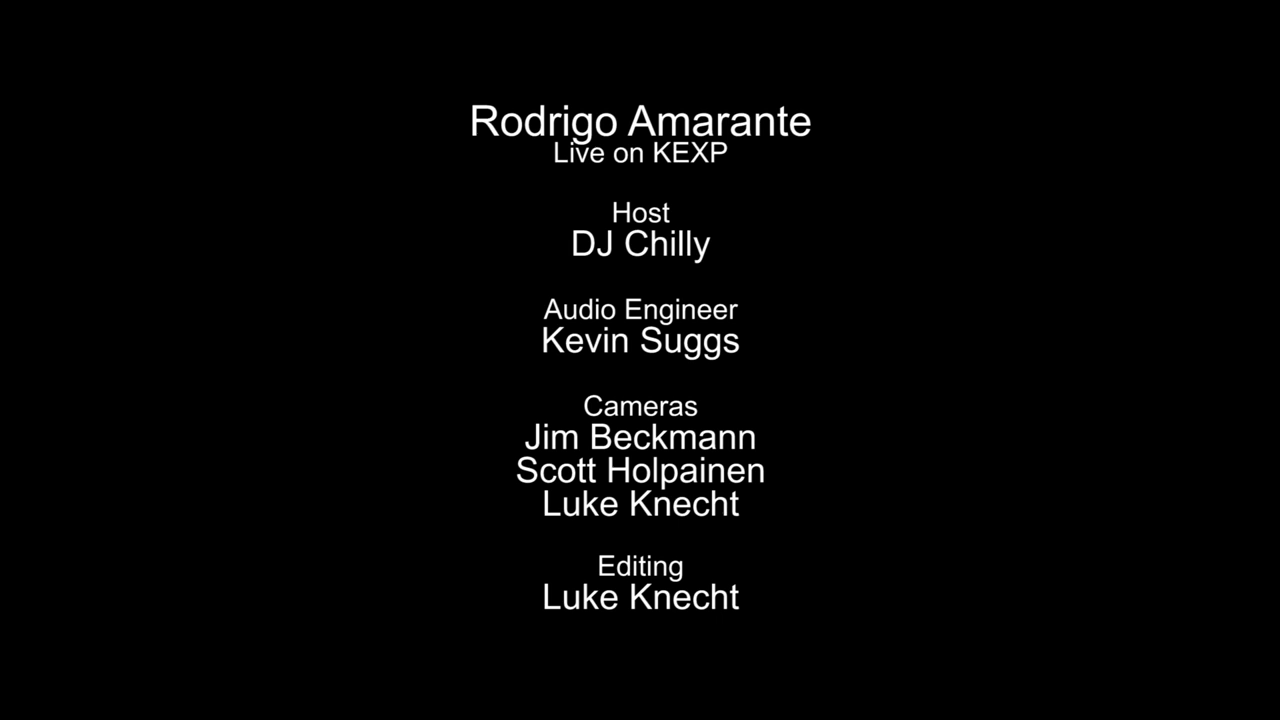 Rodrigo Amarante
Live on KEXP
Host
DJ Chilly
Audio Engineer
Kevin Suggs
Cameras
Jim Beckmann
Scott Holpainen
Luke Knecht
Editing
Luke Knecht